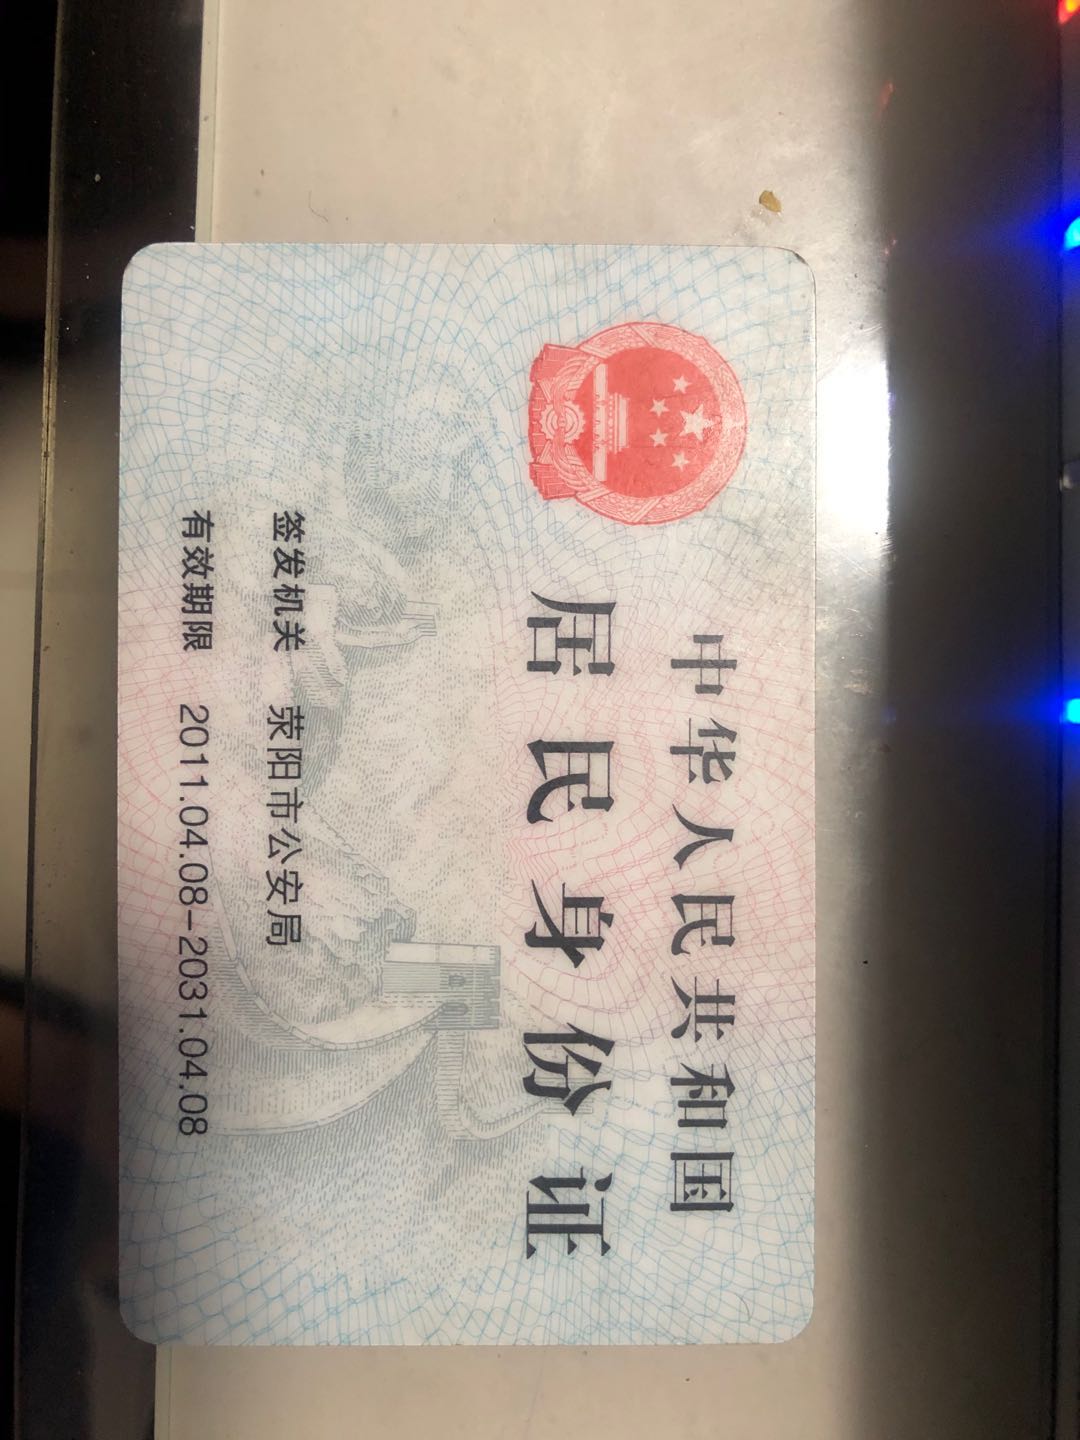 中华人民共和国
居民身份证
签发机关 荥阳市公安局
有效期限 2011.04.08-2031.04.08